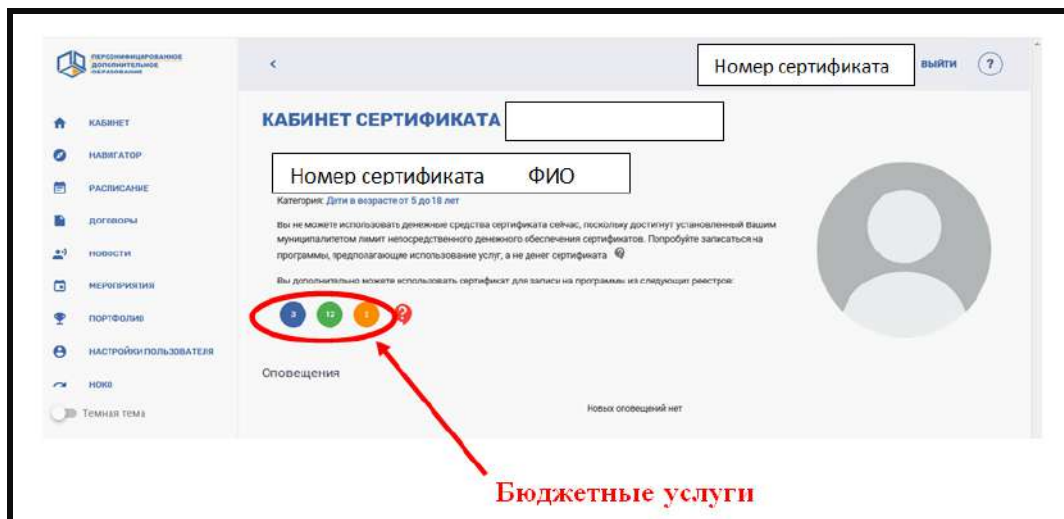 ПЕРСОНИФИЦИРОВАННОЕ
ДОПОЛНИТЕЛЬНОЕ
ОБРАЗОВАНИЕ
Номер сертификата
ВЫЙТИ
?
КАБИНЕТ СЕРТИФИКАТА
КАБИНЕТ
НАВИГАТОР
РАСПИСАНИЕ
ДОГОВОРЫ
НОВОСТИ
МЕРОПРИЯТИЯ
ПОРТФОЛИО
НАСТРОЙКИ ПОЛЬЗОВАТЕЛЯ
НОКО
Темная тема
Номер сертификата ФИО
Категория: Дети в возрасте от 5 до 18 лет
Вы не можете использовать денежные средства сертификата сейчас, поскольку достигнут установленный Вашим
муниципалитетом лимит непосредственного денежного обеспечения сертификатов. Попробуйте записаться на
программы, предполагающие использование услуг, а не денег сертификата
Вы дополнительно можете использовать сертификат для записи на программы из следующих реестров:
3 12
Оповещения
Новых оповещений нет
Бюджетные услуги